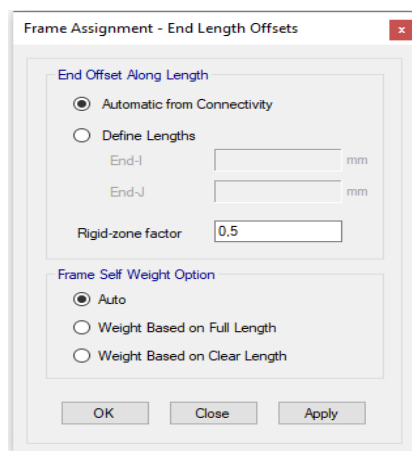 Frame Assignment - End Length Offsets
x
End Offset Along Length
Automatic from Connectivity
Define Lengths
End-I mm
End-J mm
Rigid-zone factor 0,5
Frame Self Weight Option
Auto
Weight Based on Full Length
Weight Based on Clear Length
OK Close Apply